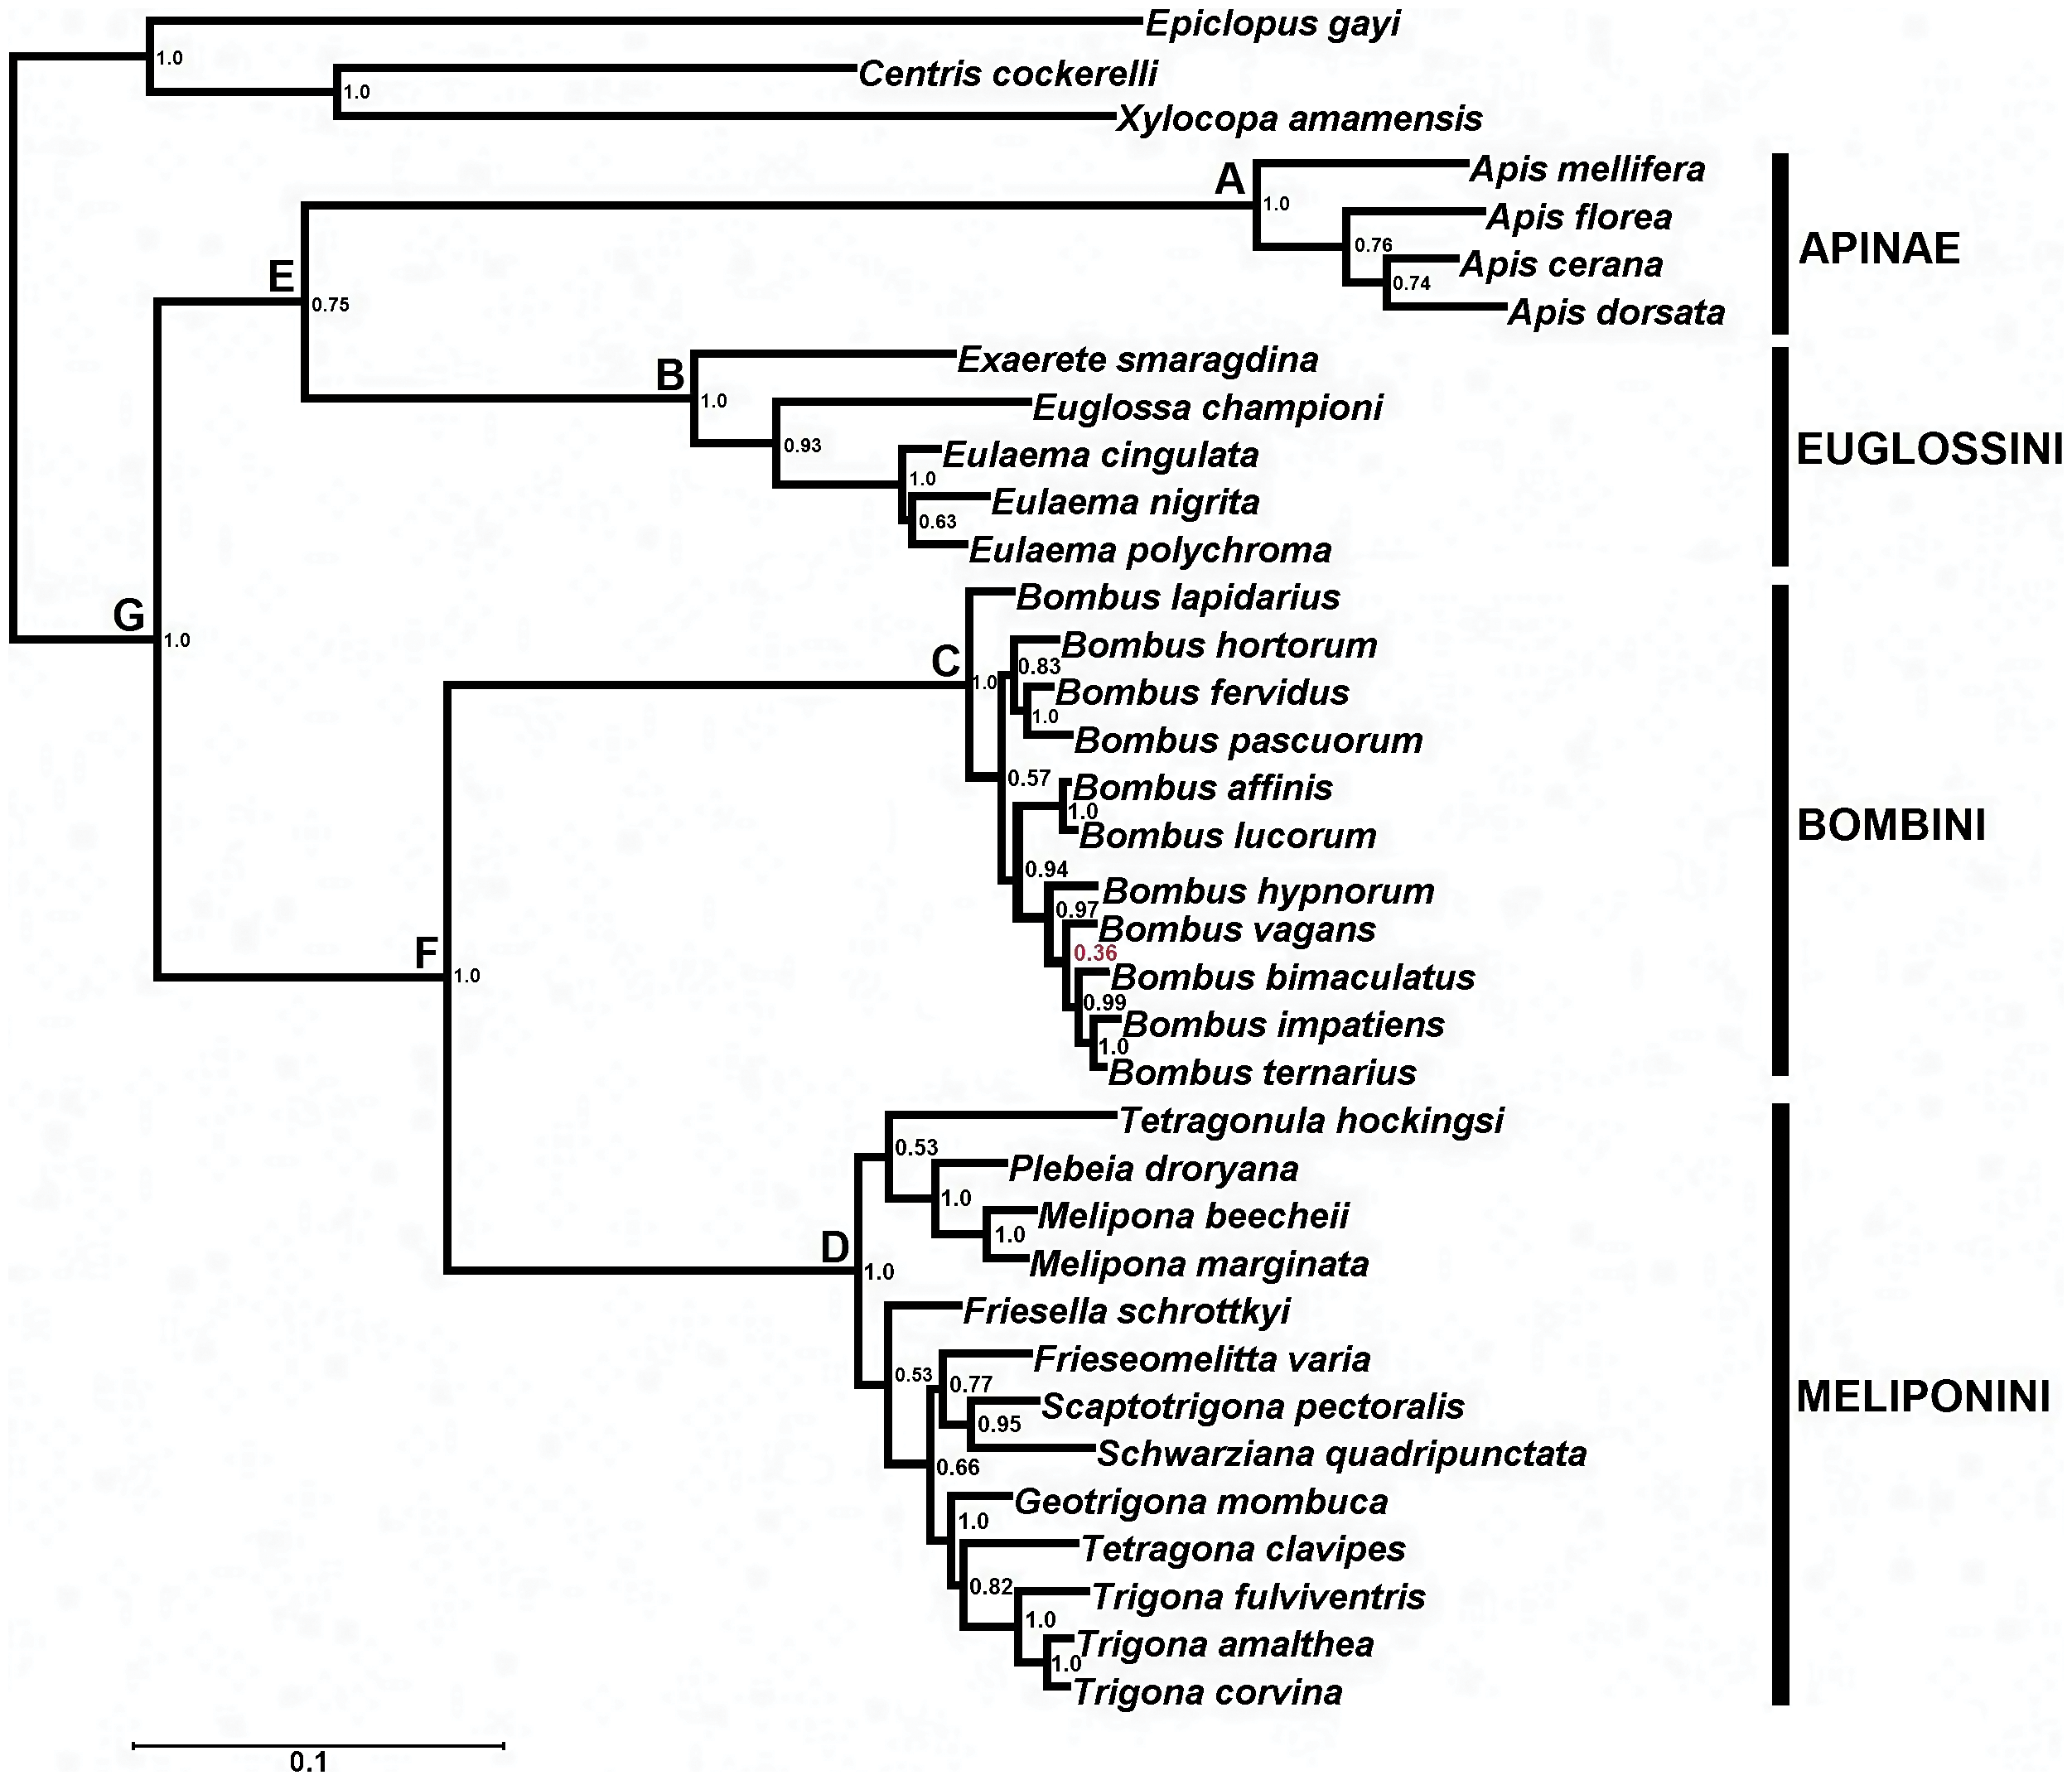 Epiclopus gayi
1.0
Centris cockerelli
1.0
Xylocopa amamensis
Apis mellifera
A
1.0
Apis florea
0.76
APINAE
Apis cerana
E
0.74
0.75
Apis dorsata
Exaerete smaragdina
B
1.0
Euglossa championi
0.93
EUGLOSSINI
Eulaema cingulata
1.0
Eulaema nigrita
0.63
Eulaema polychroma
Bombus lapidarius
G
1.0
Bombus hortorum
C
0.83
1.0
Bombus fervidus
1.0
Bombus pascuorum
0.57
Bombus affinis
1.0
BOMBINI
Bombus lucorum
0.94
Bombus hypnorum
0.97
Bombus vagans
F
0.36
1.0
Bombus bimaculatus
0.99
Bombus impatiens
1.0
Bombus ternarius
Tetragonula hockingsi
0.53
Plebeia droryana
1.0
Melipona beecheii
1.0
D
Melipona marginata
1.0
Friesella schrottkyi
Frieseomelitta varia
0.53
0.77
MELIPONINI
Scaptotrigona pectoralis
0.95
Schwarziana quadripunctata
0.66
Geotrigona mombuca
1.0
Tetragona clavipes
0.82
Trigona fulviventris
1.0
Trigona amalthea
1.0
Trigona corvina
0.1